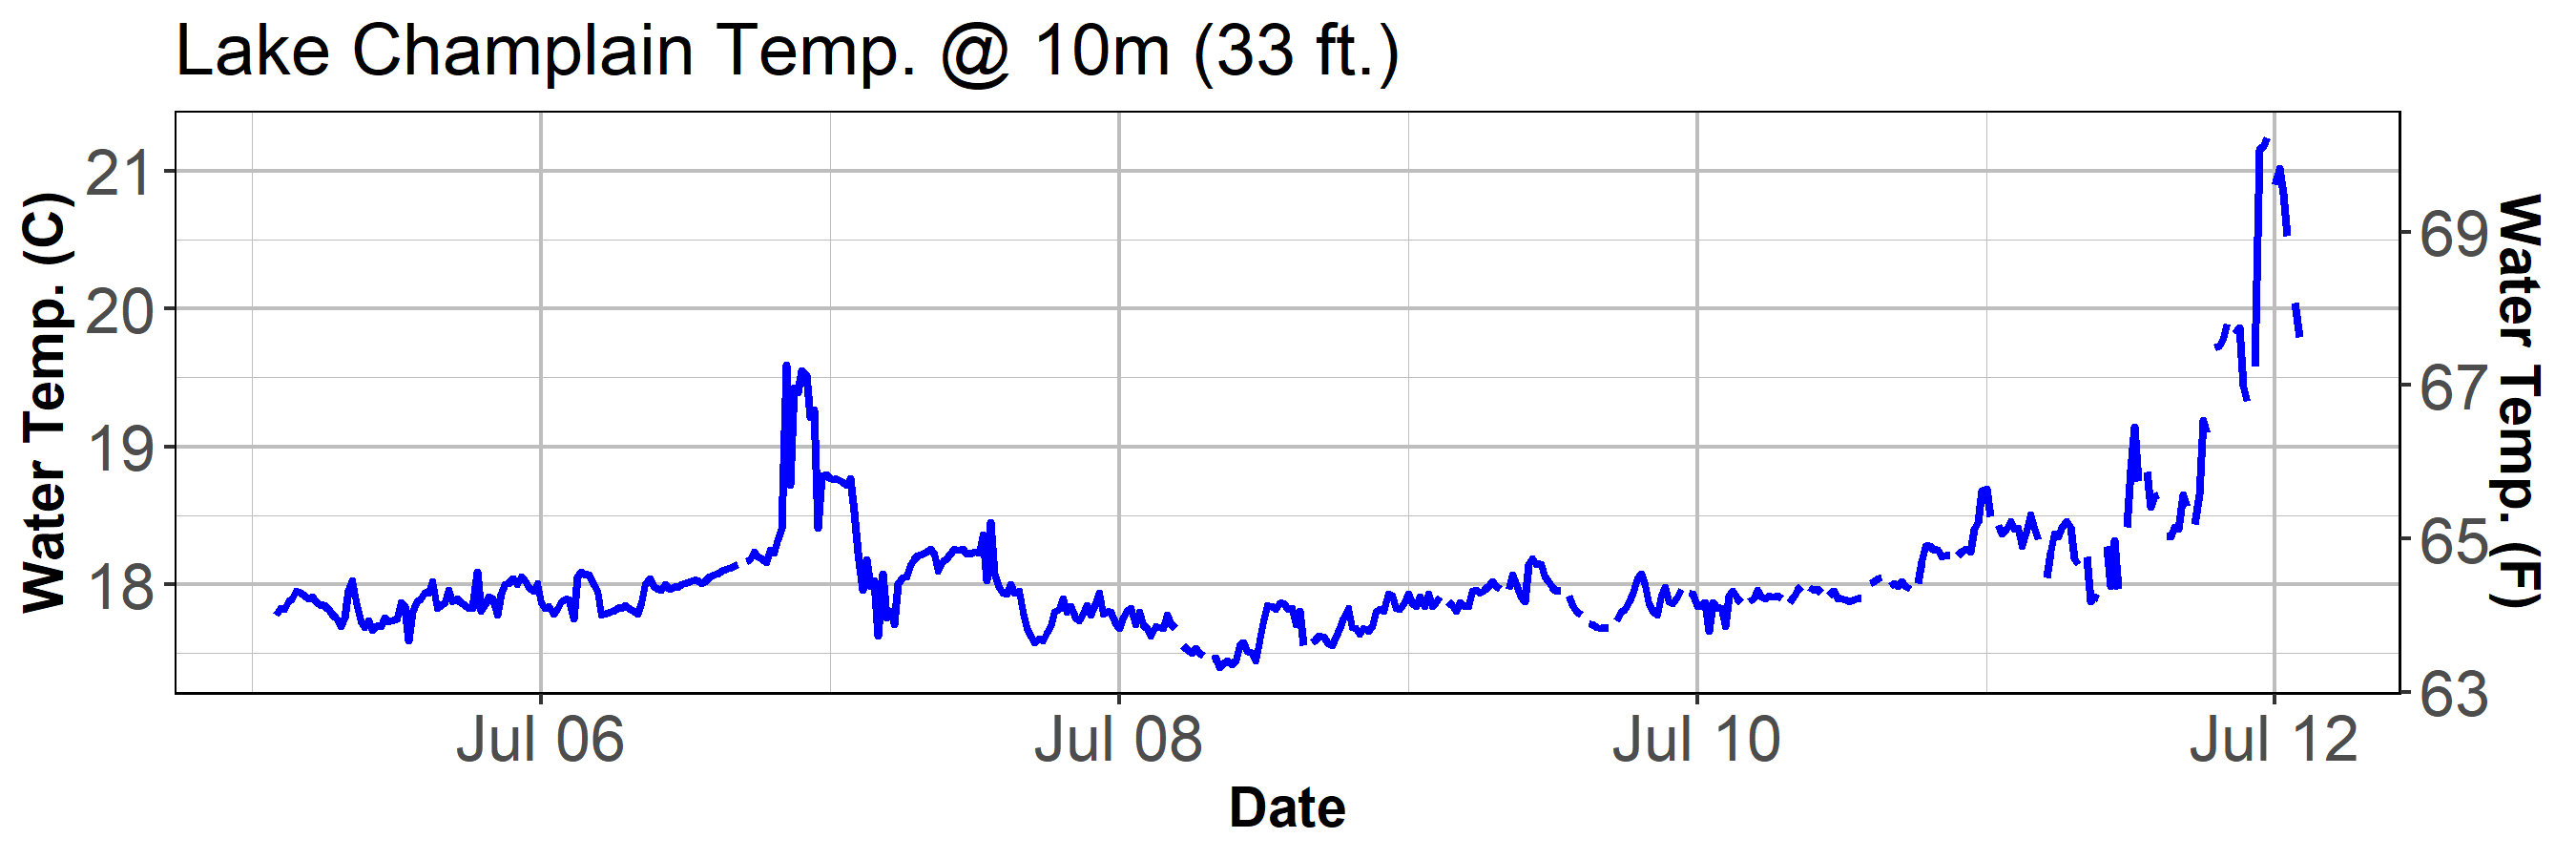 Lake Champlain Temp. @ 10m (33 ft.)
Water Temp. (C)
21
20
19
18
69
67
65
63
Water Temp. (F)
Jul 06 Jul 08 Jul 10 Jul 12
Date